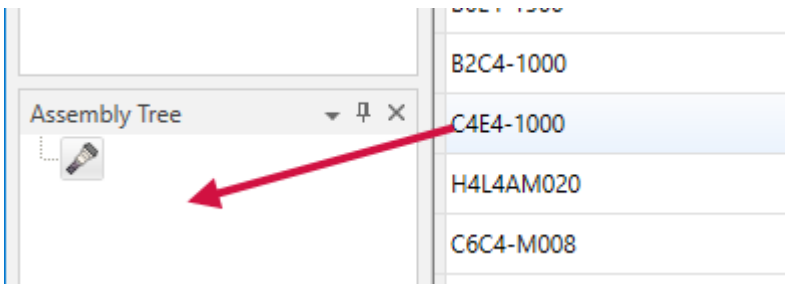 B2C4-1000
Assembly Tree
C4E4-1000
H4L4AM020
C6C4-M008